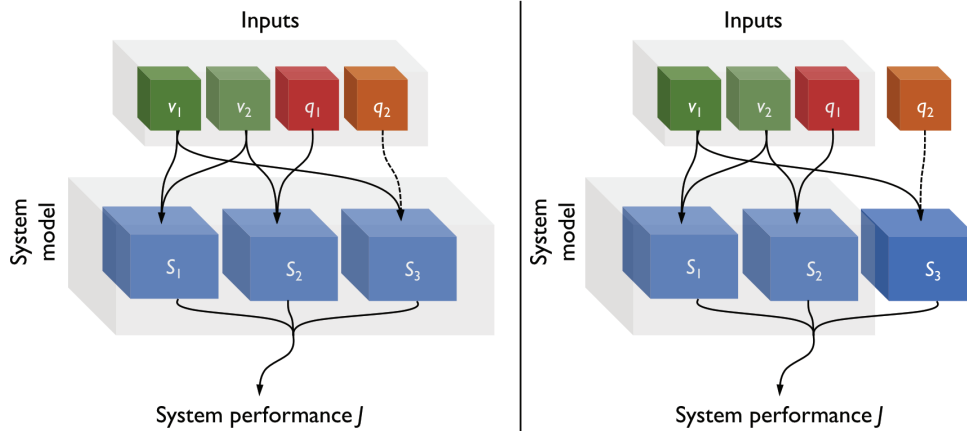 Inputs
v1 v2 q1 q2
System model
S1 S2 S3
System performance J
Inputs
v1 v2 q1 q2
System model
S1 S2 S3
System performance J